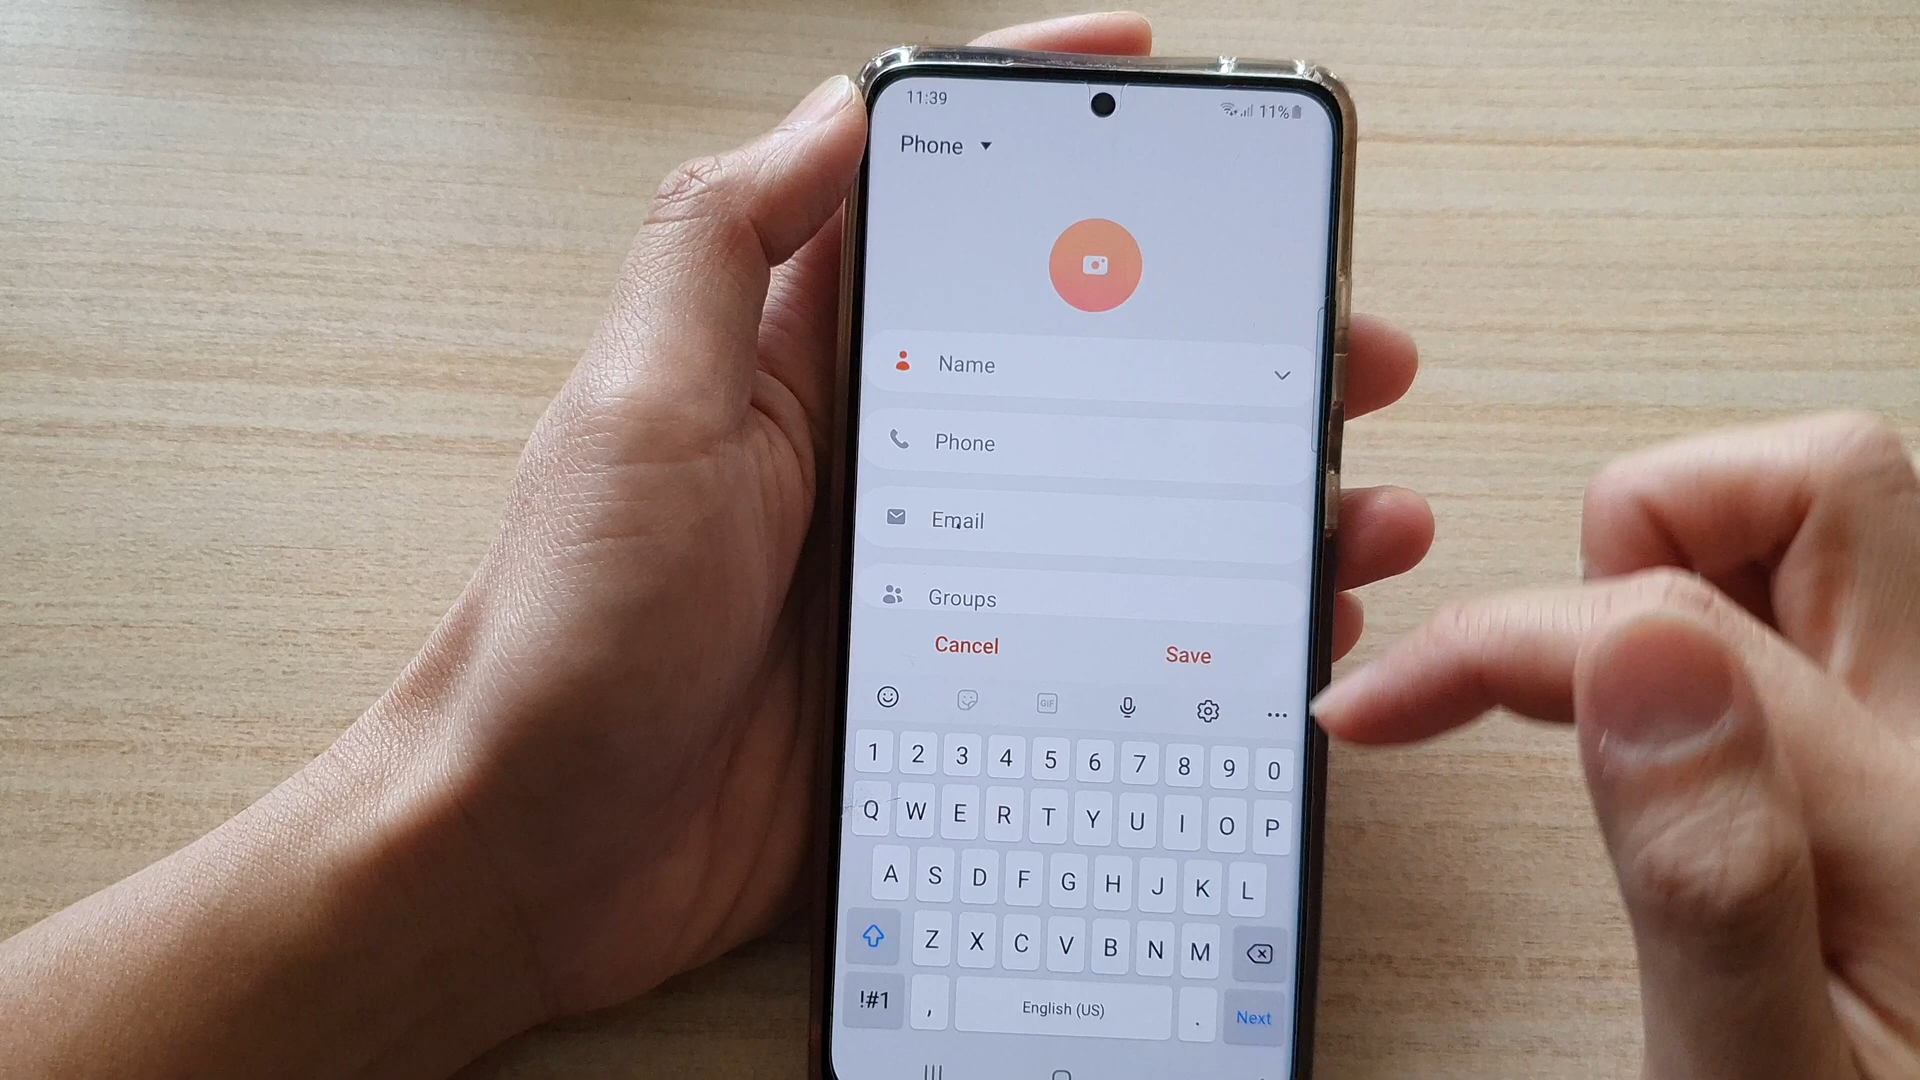 11:39
11%
Phone
Name
Phone
Email
Groups
Cancel Save
GIF
1 2 3 4 5 6 7 8 9 0
Q W E R T Y U I O P
A S D F G H J K L
Z X C V B N M
!#1 , English (US) . Next